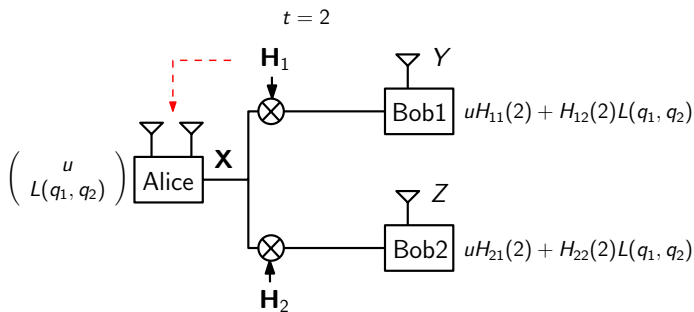 t = 2
H₁
Y
Bob1
uH₁₁(2) + H₁₂(2)L(q₁, q₂)
X
( u
L(q₁, q₂) )
Alice
Z
Bob2
uH₂₁(2) + H₂₂(2)L(q₁, q₂)
H₂